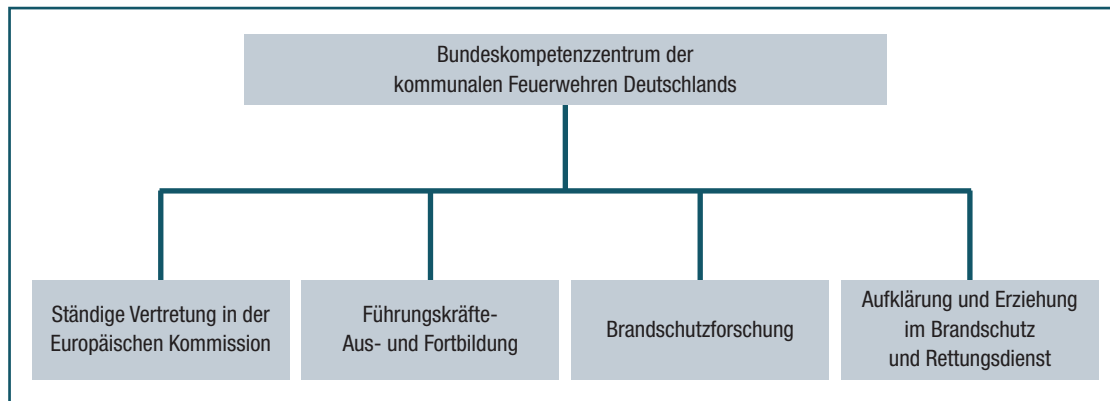 Bundeskompetenzzentrum der
kommunalen Feuerwehren Deutschlands
Ständige Vertretung in der
Europäischen Kommission
Führungskräfte-
Aus- und Fortbildung
Brandschutzforschung
Aufklärung und Erziehung
im Brandschutz
und Rettungsdienst